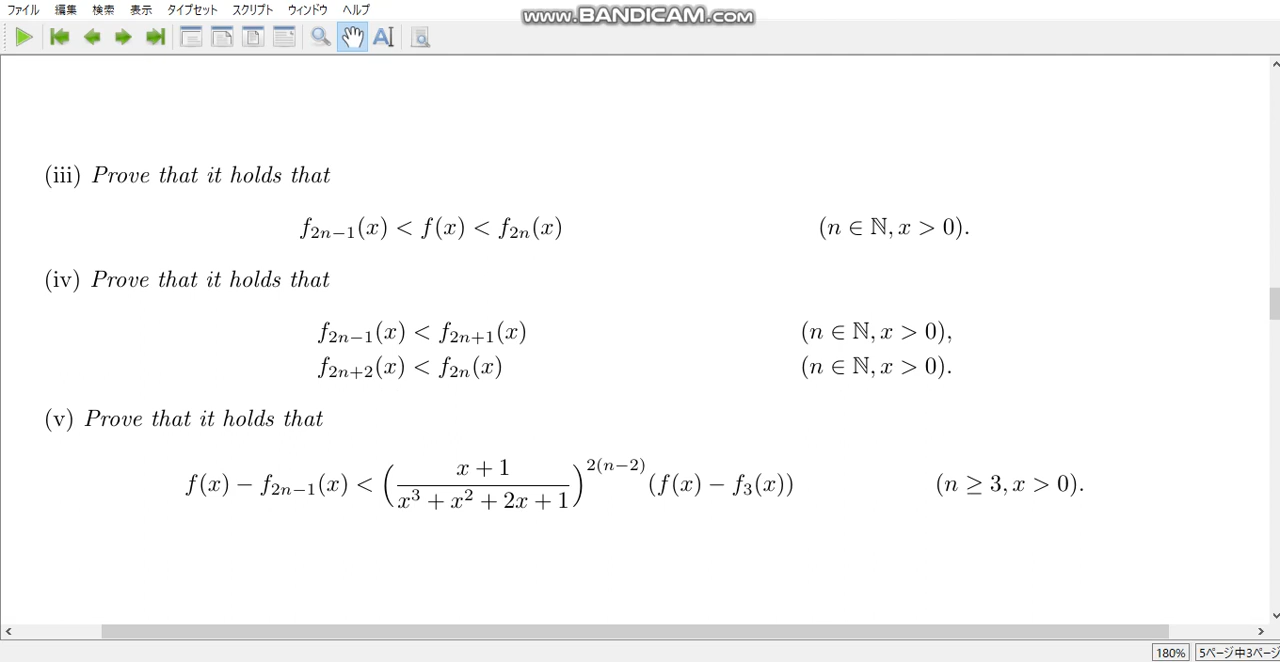 ファイル 編集 検索 表示 タイプセット スクリプト ウィンドウ ヘルプ
www.BANDICAM.com
(iii) Prove that it holds that
f_{2n−1}(x) < f(x) < f_{2n}(x) (n ∈ ℕ, x > 0).
(iv) Prove that it holds that
f_{2n−1}(x) < f_{2n+1}(x) (n ∈ ℕ, x > 0),
f_{2n+2}(x) < f_{2n}(x) (n ∈ ℕ, x > 0).
(v) Prove that it holds that
f(x) − f_{2n−1}(x) < ((x + 1)/(x³ + x² + 2x + 1))^{2(n−2)} (f(x) − f₃(x)) (n ≥ 3, x > 0).
180% 5ページ中3ページ